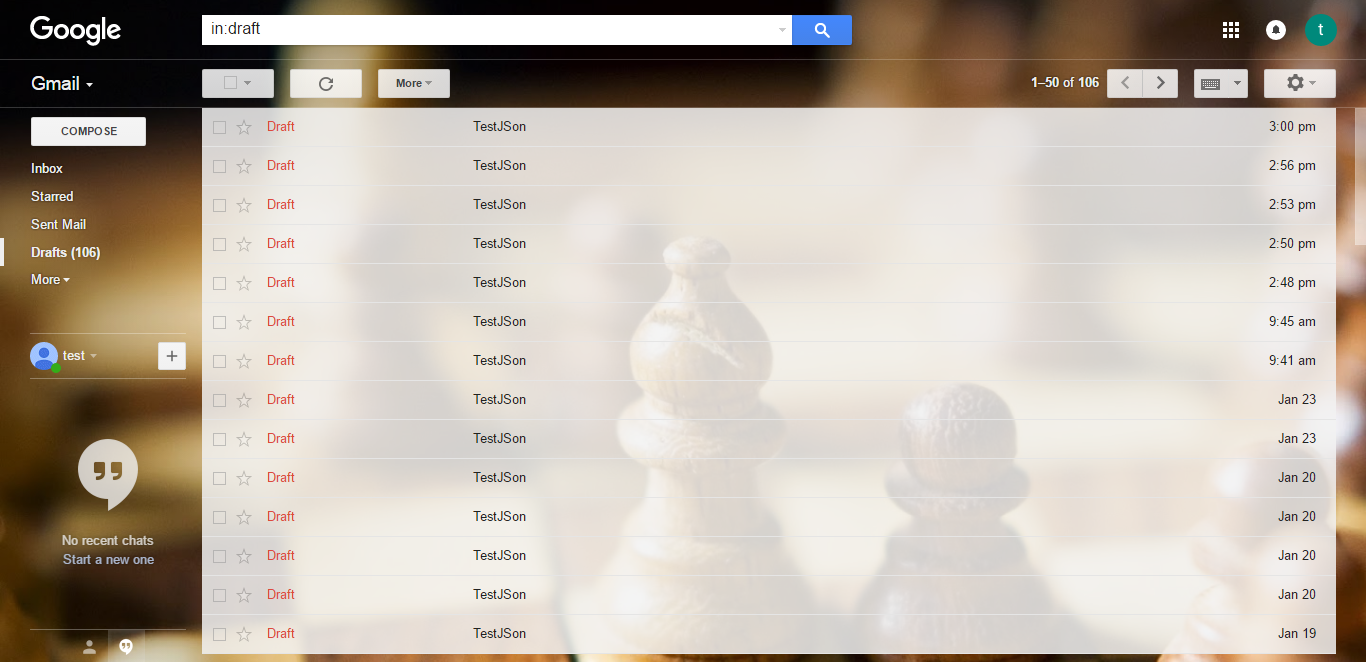 Google
in:draft
t
Gmail
More
1–50 of 106
COMPOSE
Inbox
Starred
Sent Mail
Drafts (106)
More
test
+
No recent chats
Start a new one
Draft TestJSon 3:00 pm
Draft TestJSon 2:56 pm
Draft TestJSon 2:53 pm
Draft TestJSon 2:50 pm
Draft TestJSon 2:48 pm
Draft TestJSon 9:45 am
Draft TestJSon 9:41 am
Draft TestJSon Jan 23
Draft TestJSon Jan 23
Draft TestJSon Jan 20
Draft TestJSon Jan 20
Draft TestJSon Jan 20
Draft TestJSon Jan 20
Draft TestJSon Jan 19